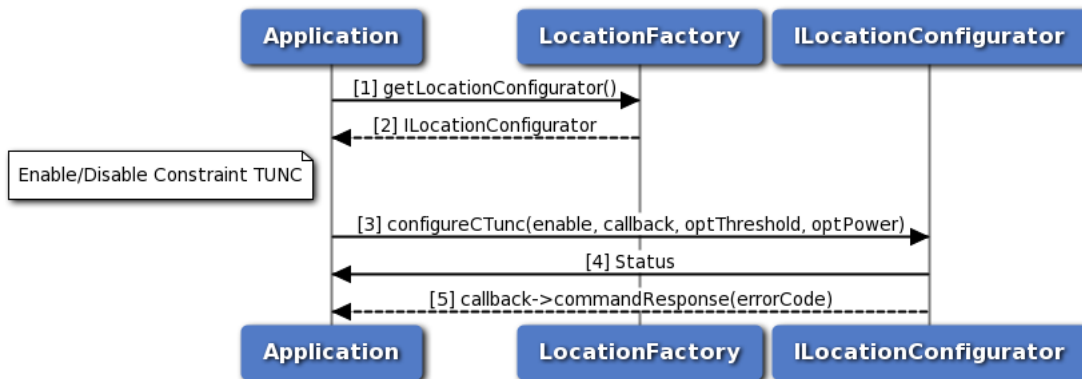 Application
LocationFactory
ILocationConfigurator
[1] getLocationConfigurator()
[2] ILocationConfigurator
Enable/Disable Constraint TUNC
[3] configureCTunc(enable, callback, optThreshold, optPower)
[4] Status
[5] callback->commandResponse(errorCode)
Application
LocationFactory
ILocationConfigurator